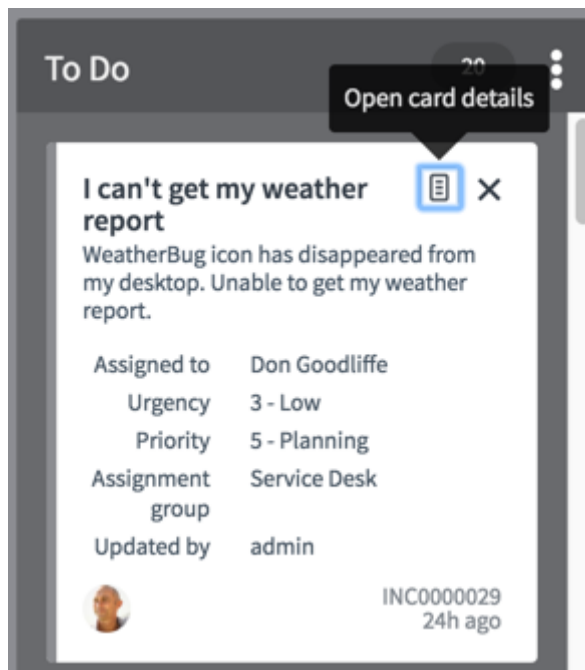 To Do
20
Open card details
I can't get my weather
report
WeatherBug icon has disappeared from
my desktop. Unable to get my weather
report.
Assigned to Don Goodliffe
Urgency 3 - Low
Priority 5 - Planning
Assignment Service Desk
group
Updated by admin
INC0000029
24h ago